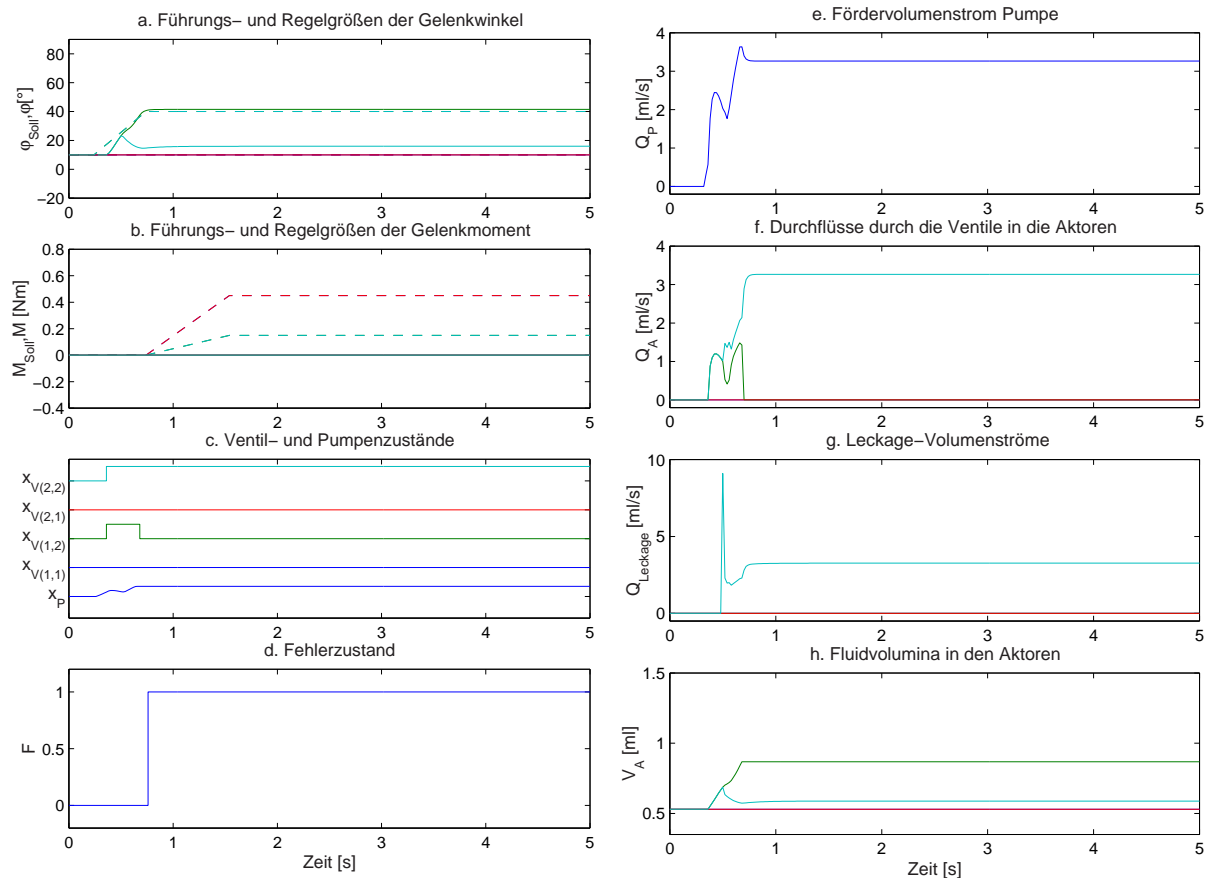 a. Führungs− und Regelgrößen der Gelenkwinkel
φSoll,φ[°]
80
60
40
20
0
−20
0 1 2 3 4 5
b. Führungs− und Regelgrößen der Gelenkmoment
MSoll,M [Nm]
0.8
0.6
0.4
0.2
0
−0.2
−0.4
0 1 2 3 4 5
c. Ventil− und Pumpenzustände
xV(2,2)
xV(2,1)
xV(1,2)
xV(1,1)
xP
0 1 2 3 4 5
d. Fehlerzustand
F
1
0.5
0
0 1 2 3 4 5
Zeit [s]
e. Fördervolumenstrom Pumpe
QP [ml/s]
4
3
2
1
0
0 1 2 3 4 5
f. Durchflüsse durch die Ventile in die Aktoren
QA [ml/s]
4
3
2
1
0
0 1 2 3 4 5
g. Leckage−Volumenströme
QLeckage [ml/s]
10
5
0
0 1 2 3 4 5
h. Fluidvolumina in den Aktoren
VA [ml]
1.5
1
0.5
0 1 2 3 4 5
Zeit [s]